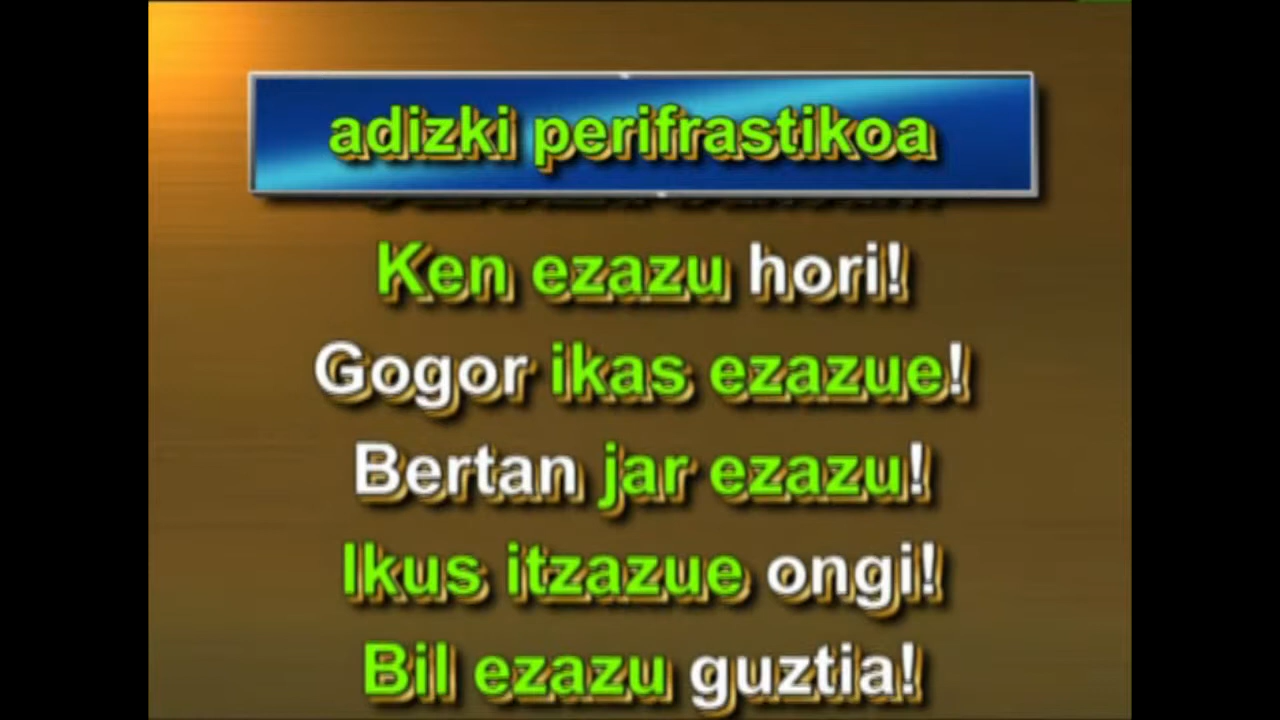 adizki perifrastikoa
Ken ezazu hori!
Gogor ikas ezazue!
Bertan jar ezazu!
Ikus itzazue ongi!
Bil ezazu guztia!